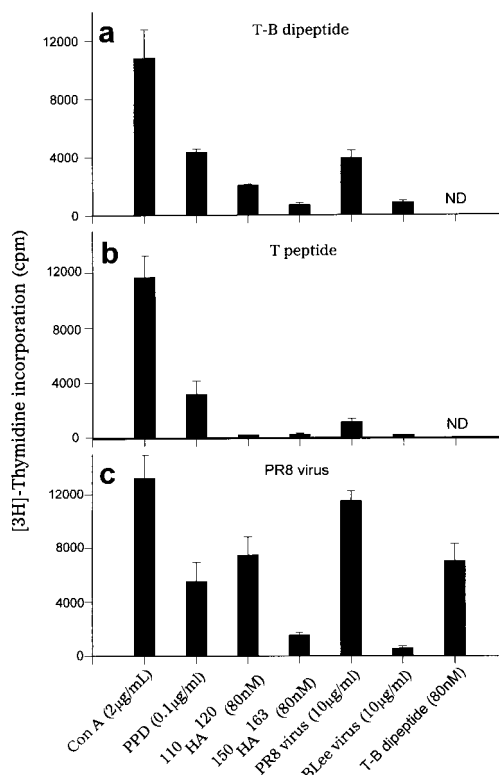 [3H]-Thymidine incorporation (cpm)
a
T-B dipeptide
12000
8000
4000
0
ND
b
T peptide
12000
8000
4000
0
ND
c
PR8 virus
12000
8000
4000
0
Con A (2μg/mL)
PPD (0.1μg/ml)
110 120
HA (80nM)
150 163
HA (80nM)
PR8 virus (10μg/ml)
BLee virus (10μg/ml)
T-B dipeptide (80nM)